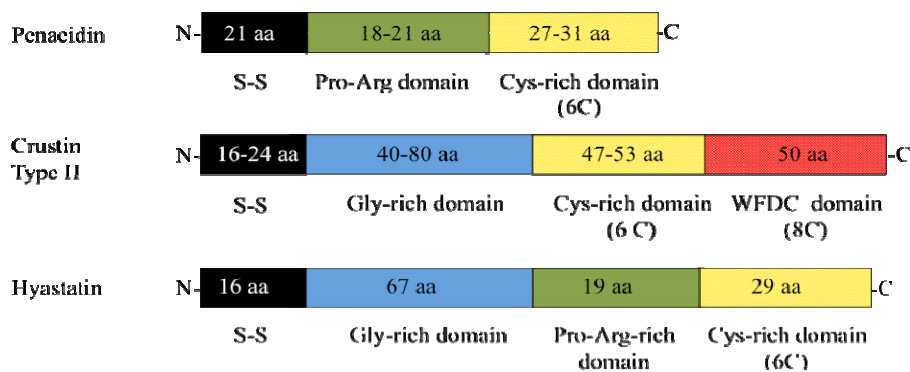 Penacidin
N- 21 aa 18-21 aa 27-31 aa -C
S-S Pro-Arg domain Cys-rich domain
(6C)
Crustin
Type II
N- 16-24 aa 40-80 aa 47-53 aa 50 aa -C
S-S Gly-rich domain Cys-rich domain WFDC domain
(6 C) (8C)
Hyastatin
N- 16 aa 67 aa 19 aa 29 aa -C
S-S Gly-rich domain Pro-Arg-rich Cys-rich domain
domain (6C)